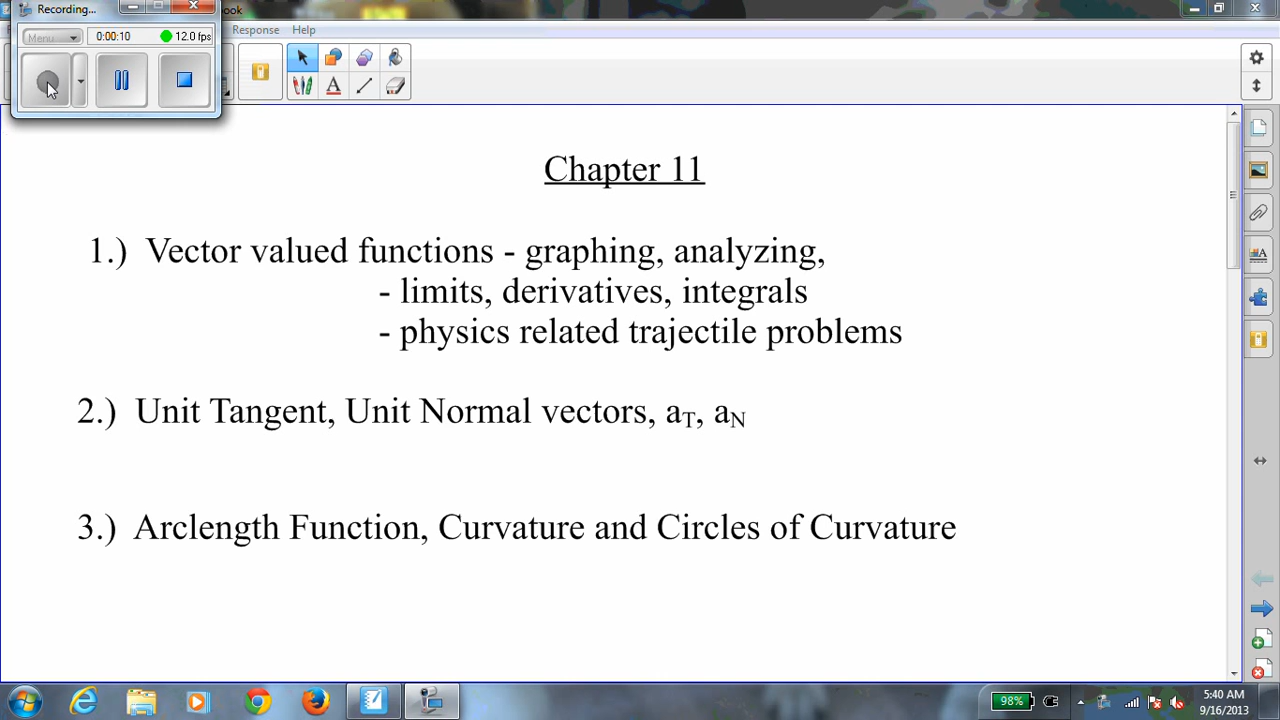 Recording...
ook
Menu
0:00:10
12.0 fps
Response
Help
Chapter 11
1.) Vector valued functions - graphing, analyzing,
- limits, derivatives, integrals
- physics related trajectile problems
2.) Unit Tangent, Unit Normal vectors, aT, aN
3.) Arclength Function, Curvature and Circles of Curvature
98%
5:40 AM
9/16/2013